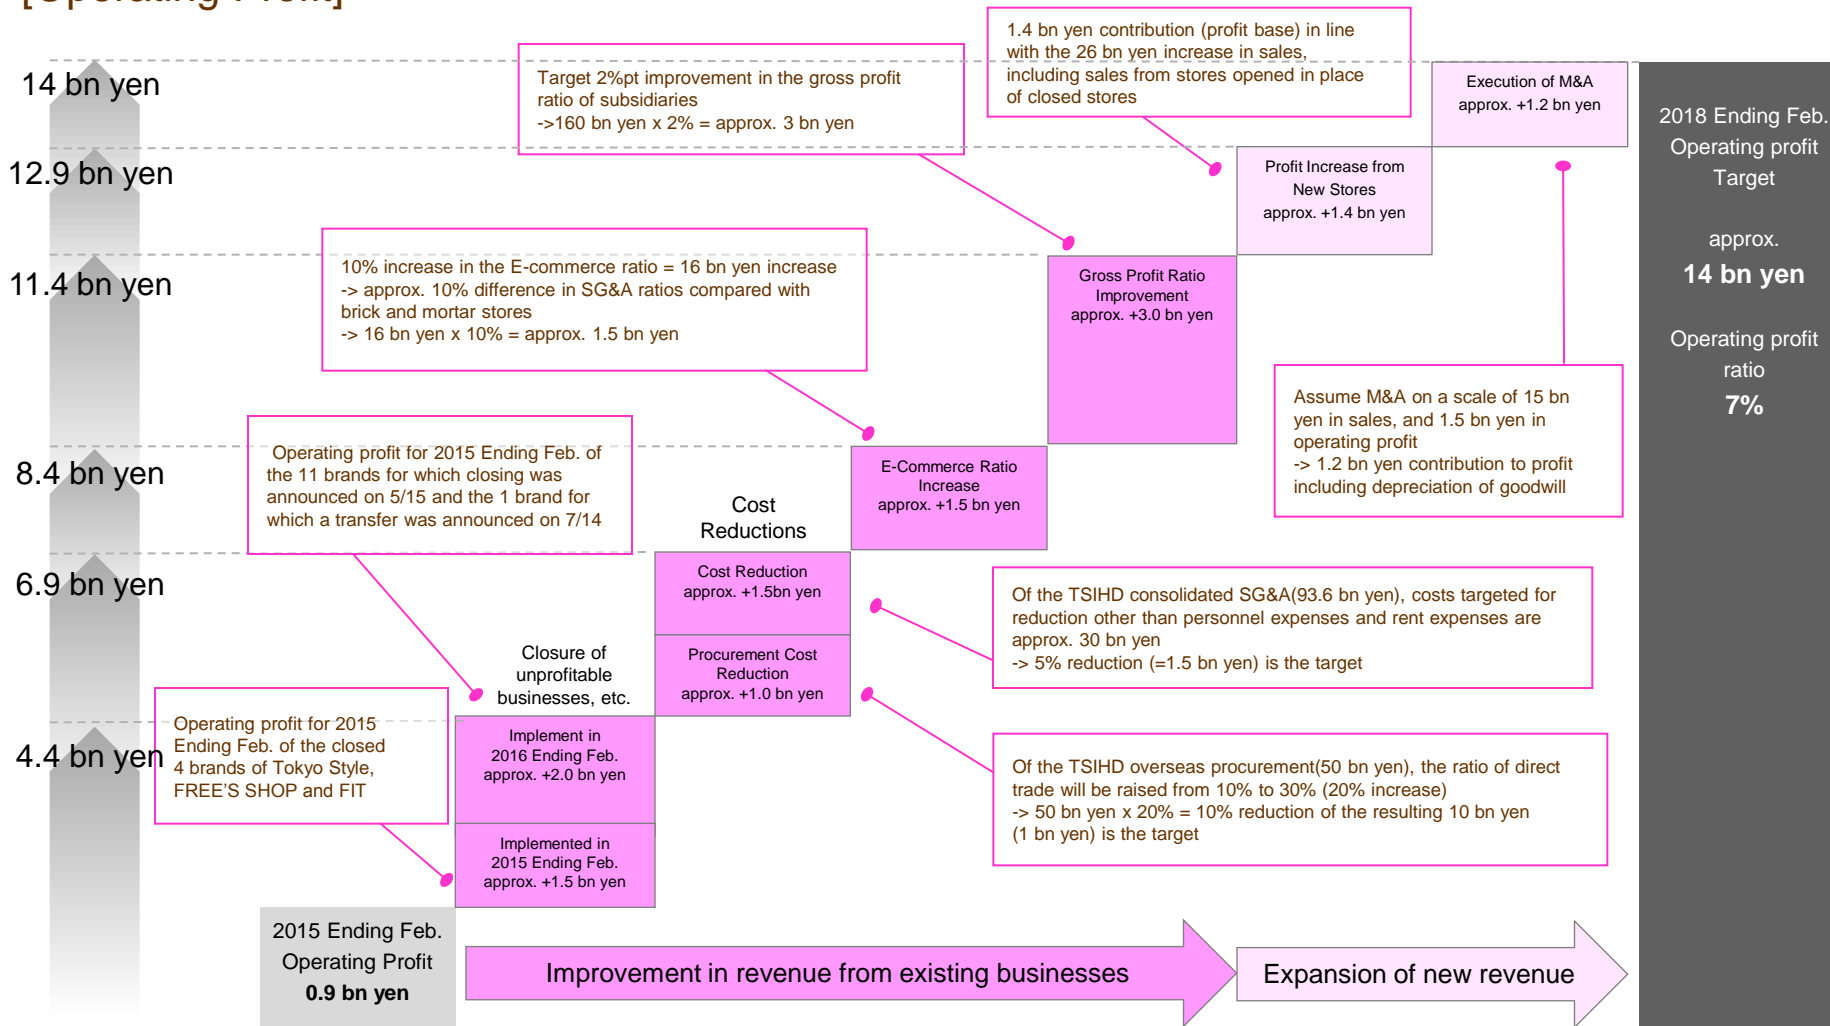 [Operating Profit]
14 bn yen
12.9 bn yen
11.4 bn yen
8.4 bn yen
6.9 bn yen
4.4 bn yen
1.4 bn yen contribution (profit base) in line
with the 26 bn yen increase in sales,
including sales from stores opened in place
of closed stores
Target 2%pt improvement in the gross profit
ratio of subsidiaries
->160 bn yen x 2% = approx. 3 bn yen
Execution of M&A
approx. +1.2 bn yen
Profit Increase from
New Stores
approx. +1.4 bn yen
10% increase in the E-commerce ratio = 16 bn yen increase
-> approx. 10% difference in SG&A ratios compared with
brick and mortar stores
-> 16 bn yen x 10% = approx. 1.5 bn yen
Gross Profit Ratio
Improvement
approx. +3.0 bn yen
2018 Ending Feb.
Operating profit
Target
approx.
14 bn yen
Operating profit
ratio
7%
Assume M&A on a scale of 15 bn
yen in sales, and 1.5 bn yen in
operating profit
-> 1.2 bn yen contribution to profit
including depreciation of goodwill
Operating profit for 2015 Ending Feb. of
the 11 brands for which closing was
announced on 5/15 and the 1 brand for
which a transfer was announced on 7/14
E-Commerce Ratio
Increase
approx. +1.5 bn yen
Cost
Reductions
Cost Reduction
approx. +1.5bn yen
Procurement Cost
Reduction
approx. +1.0 bn yen
Of the TSIHD consolidated SG&A(93.6 bn yen), costs targeted for
reduction other than personnel expenses and rent expenses are
approx. 30 bn yen
-> 5% reduction (=1.5 bn yen) is the target
Closure of
unprofitable
businesses, etc.
Operating profit for 2015
Ending Feb. of the closed
4 brands of Tokyo Style,
FREE'S SHOP and FIT
Implement in
2016 Ending Feb.
approx. +2.0 bn yen
Implemented in
2015 Ending Feb.
approx. +1.5 bn yen
Of the TSIHD overseas procurement(50 bn yen), the ratio of direct
trade will be raised from 10% to 30% (20% increase)
-> 50 bn yen x 20% = 10% reduction of the resulting 10 bn yen
(1 bn yen) is the target
2015 Ending Feb.
Operating Profit
0.9 bn yen
Improvement in revenue from existing businesses
Expansion of new revenue